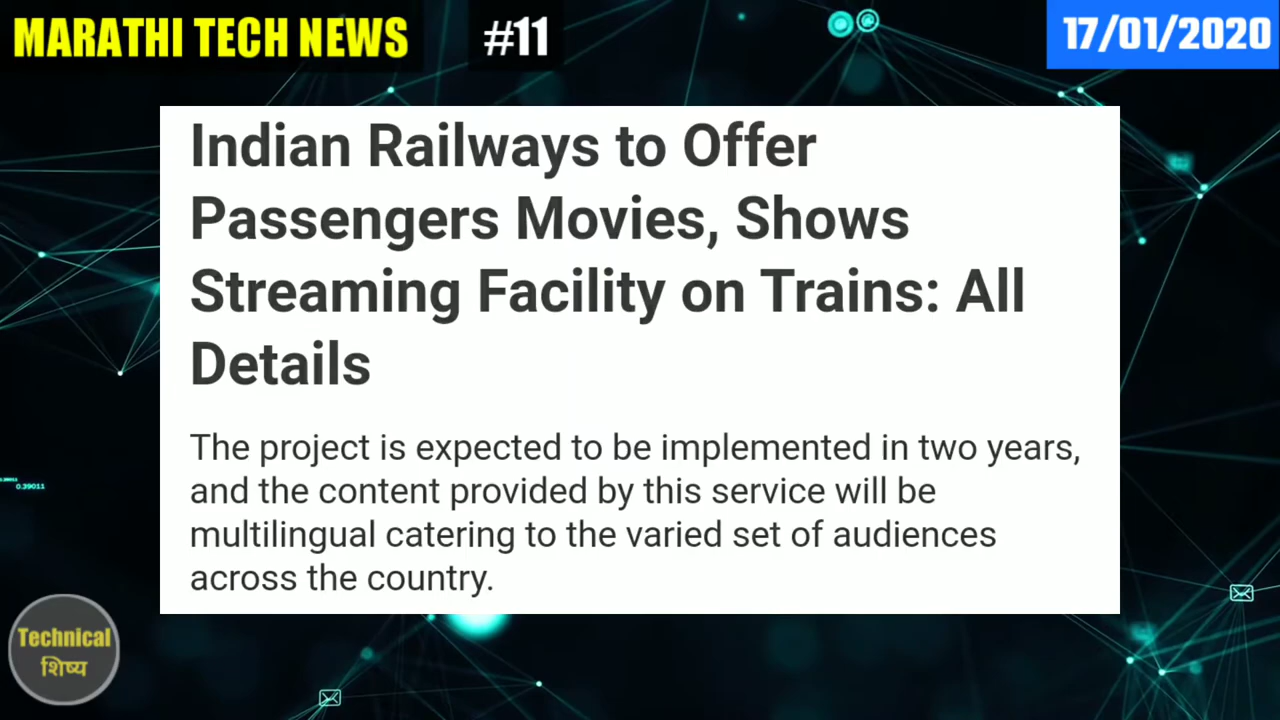 MARATHI TECH NEWS
#11
17/01/2020
Indian Railways to Offer
Passengers Movies, Shows
Streaming Facility on Trains: All
Details
The project is expected to be implemented in two years,
and the content provided by this service will be
multilingual catering to the varied set of audiences
across the country.
0.39011
Technical
शिष्य